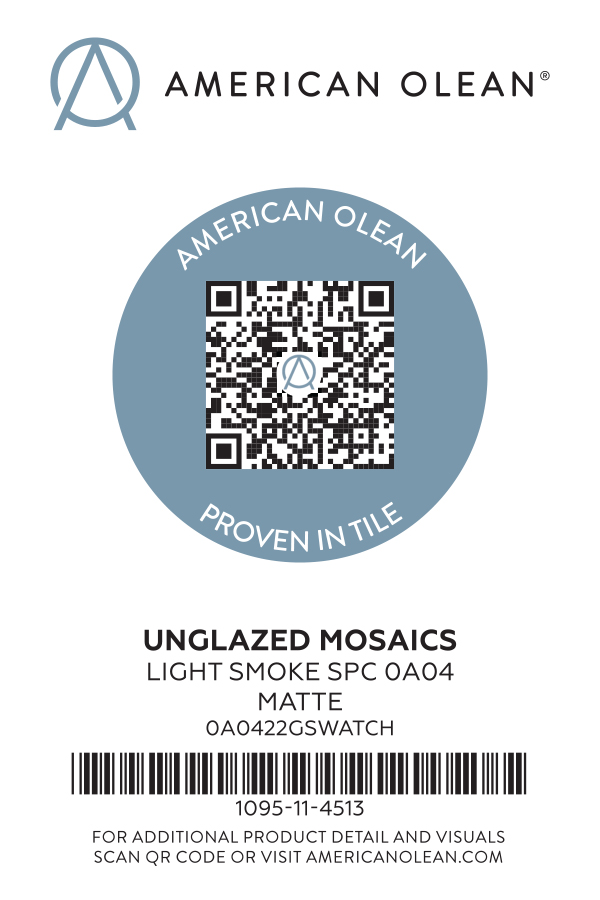 AMERICAN OLEAN®
AMERICAN OLEAN
PROVEN IN TILE
UNGLAZED MOSAICS
LIGHT SMOKE SPC 0A04
MATTE
0A0422GSWATCH
1095-11-4513
FOR ADDITIONAL PRODUCT DETAIL AND VISUALS
SCAN QR CODE OR VISIT AMERICANOLEAN.COM